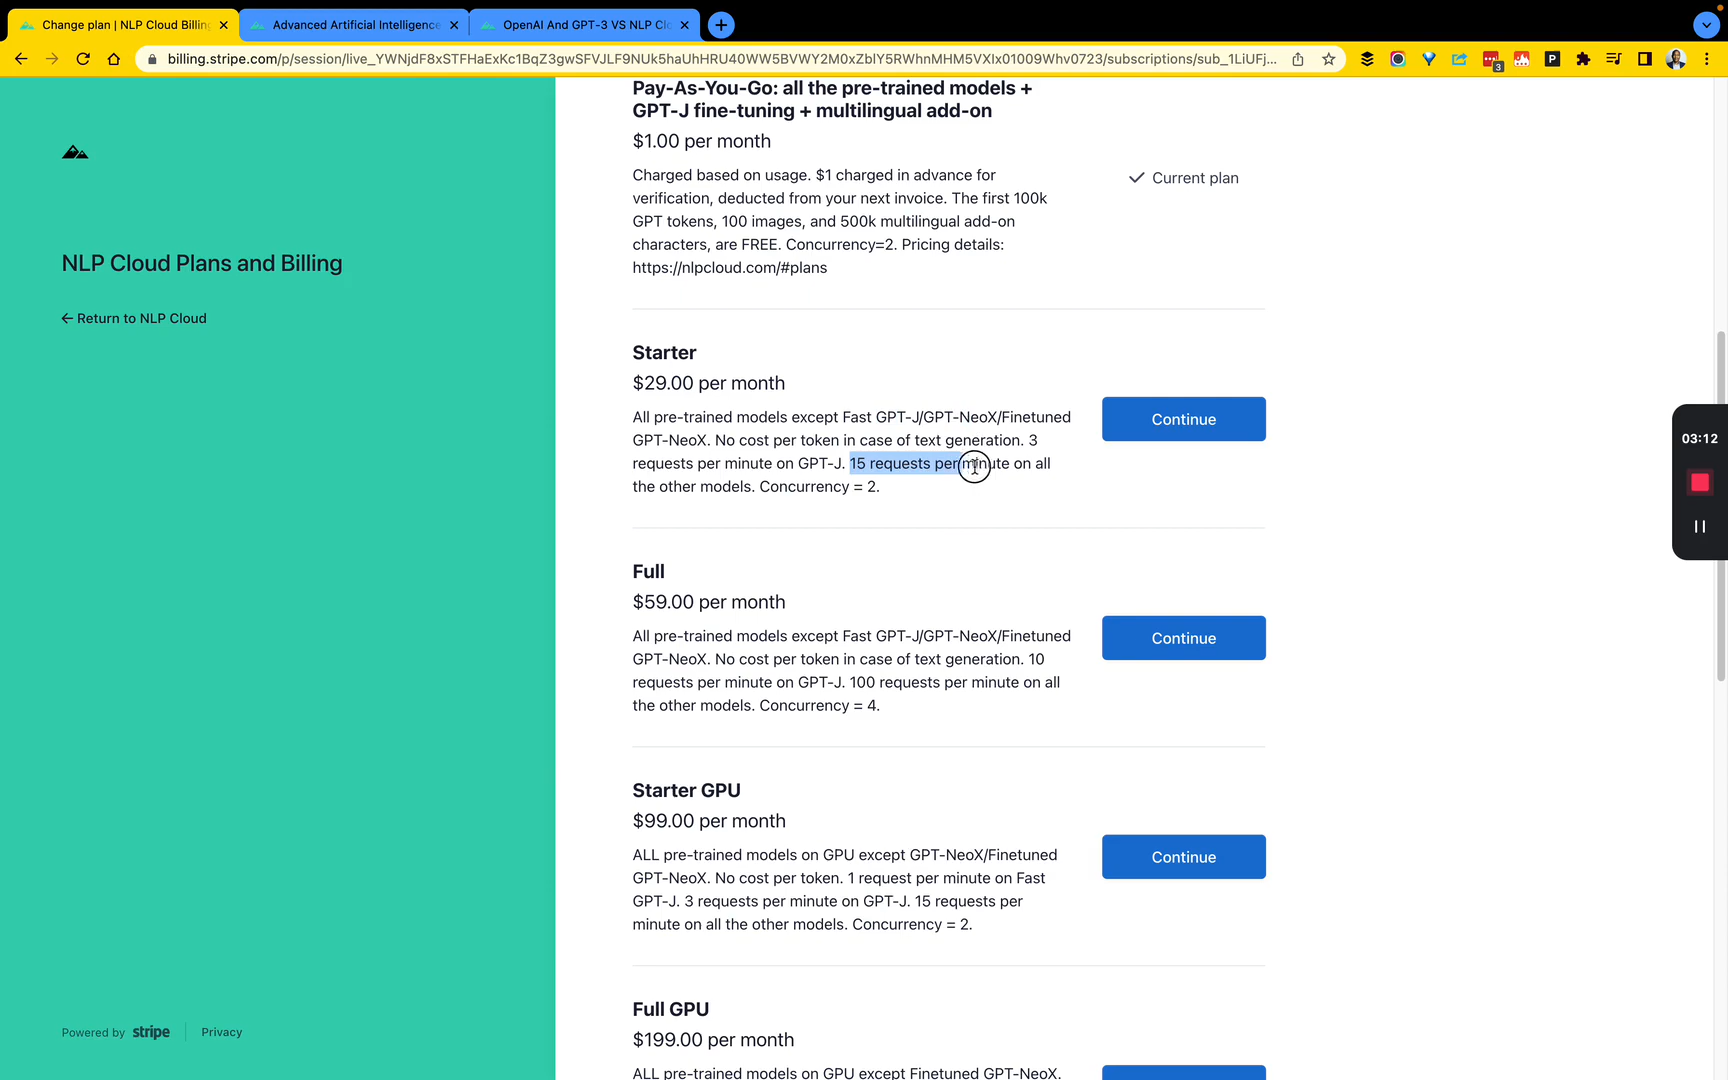 Change plan | NLP Cloud Billing
Advanced Artificial Intelligence
OpenAI And GPT-3 VS NLP Clo
billing.stripe.com/p/session/live_YWNjdF8xSTFHaExKc1BqZ3gwSFVJLF9NUk5haUhHRU40WW5BVWY2M0xZblY5RWhnMHM5VXIx01009Whv0723/subscriptions/sub_1LiUFj...
3
P
NLP Cloud Plans and Billing
← Return to NLP Cloud
Pay-As-You-Go: all the pre-trained models +
GPT-J fine-tuning + multilingual add-on
$1.00 per month
Charged based on usage. $1 charged in advance for
verification, deducted from your next invoice. The first 100k
GPT tokens, 100 images, and 500k multilingual add-on
characters, are FREE. Concurrency=2. Pricing details:
https://nlpcloud.com/#plans
Current plan
Starter
$29.00 per month
All pre-trained models except Fast GPT-J/GPT-NeoX/Finetuned
GPT-NeoX. No cost per token in case of text generation. 3
requests per minute on GPT-J. 15 requests per minute on all
the other models. Concurrency = 2.
Continue
03:12
Full
$59.00 per month
All pre-trained models except Fast GPT-J/GPT-NeoX/Finetuned
GPT-NeoX. No cost per token in case of text generation. 10
requests per minute on GPT-J. 100 requests per minute on all
the other models. Concurrency = 4.
Continue
Starter GPU
$99.00 per month
ALL pre-trained models on GPU except GPT-NeoX/Finetuned
GPT-NeoX. No cost per token. 1 request per minute on Fast
GPT-J. 3 requests per minute on GPT-J. 15 requests per
minute on all the other models. Concurrency = 2.
Continue
Full GPU
$199.00 per month
ALL pre-trained models on GPU except Finetuned GPT-NeoX.
Powered by stripe
Privacy